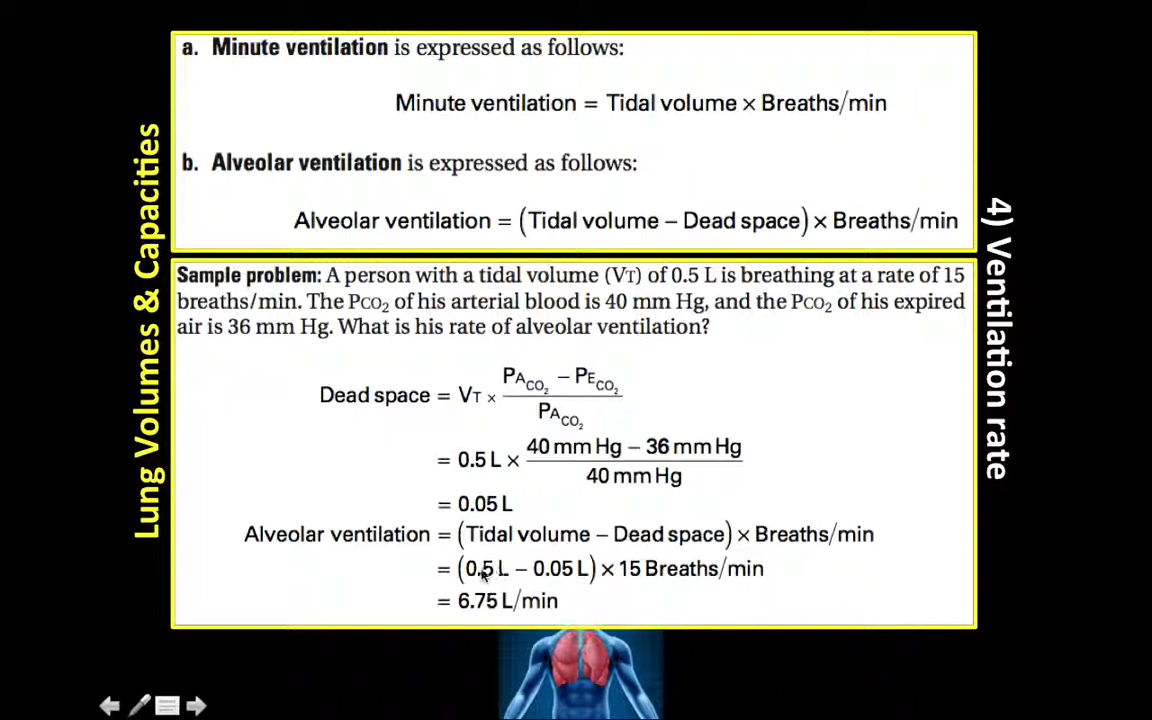 Lung Volumes & Capacities
a. Minute ventilation is expressed as follows:
Minute ventilation = Tidal volume × Breaths/min
b. Alveolar ventilation is expressed as follows:
Alveolar ventilation = (Tidal volume – Dead space) × Breaths/min
Sample problem: A person with a tidal volume (VT) of 0.5 L is breathing at a rate of 15
breaths/min. The PCO2 of his arterial blood is 40 mm Hg, and the PCO2 of his expired
air is 36 mm Hg. What is his rate of alveolar ventilation?
Dead space = VT × (PACO2 – PECO2) / PACO2
= 0.5 L × (40 mm Hg – 36 mm Hg) / 40 mm Hg
= 0.05 L
Alveolar ventilation = (Tidal volume – Dead space) × Breaths/min
= (0.5 L – 0.05 L) × 15 Breaths/min
= 6.75 L/min
4) Ventilation rate